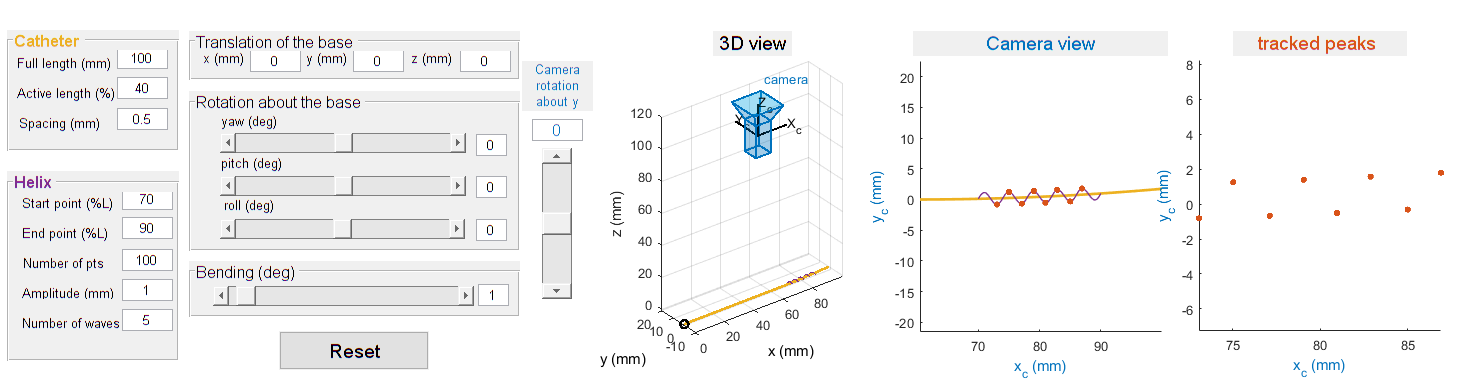 Catheter
Full length (mm) 100
Active length (%) 40
Spacing (mm) 0.5
Helix
Start point (%L) 70
End point (%L) 90
Number of pts 100
Amplitude (mm) 1
Number of waves 5
Translation of the base
x (mm) 0 y (mm) 0 z (mm) 0
Rotation about the base
yaw (deg)
0
pitch (deg)
0
roll (deg)
0
Bending (deg)
1
Reset
Camera
rotation
about y
0
3D view
camera
Z
X
c
120
100
80
60
40
20
0
z (mm)
20
10
0
-10
y (mm)
0
20
40
60
80
x (mm)
Camera view
20
15
10
5
0
-5
-10
-15
-20
y
c
(mm)
70
80
90
x
c
(mm)
tracked peaks
8
6
4
2
0
-2
-4
-6
y
c
(mm)
75
80
85
x
c
(mm)